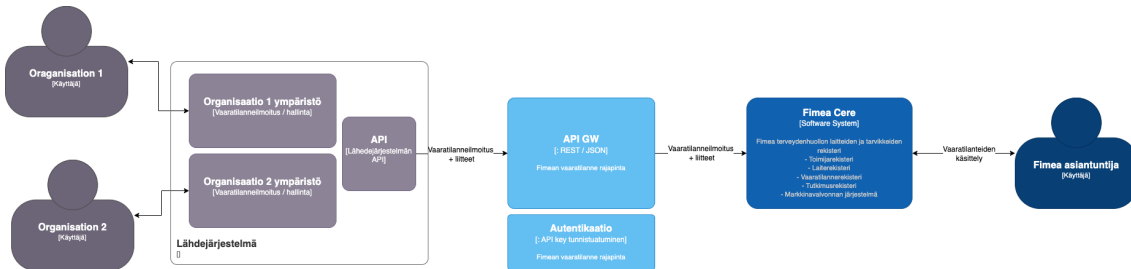 Oraganisation 1
[Käyttäjä]
Organisation 2
[Käyttäjä]
Organisaatio 1 ympäristö
[Vaaratilanneilmoitus / hallinta]
Organisaatio 2 ympäristö
[Vaaratilanneilmoitus / hallinta]
API
[Lähedejärjestelmän
API]
Lähdejärjestelmä
[]
Vaaratilanneilmoitus
+ liitteet
API GW
[: REST / JSON]
Fimean vaaratilanne rajapinta
Autentikaatio
[: API key tunnistuatuminen]
Fimean vaaratilanne rajapinta
Vaaratilanneilmoitus
+ liitteet
Fimea Cere
[Software System]
Fimea terveydenhuollon laitteiden ja tarvikkeiden
rekisteri
- Toimijarekisteri
- Laiterekisteri
- Vaaratilannerekisteri
- Tutkimusrekisteri
- Markkinavalvonnan järjestelmä
Vaaratilanteiden
käsittely
Fimea asiantuntija
[Käyttäjä]